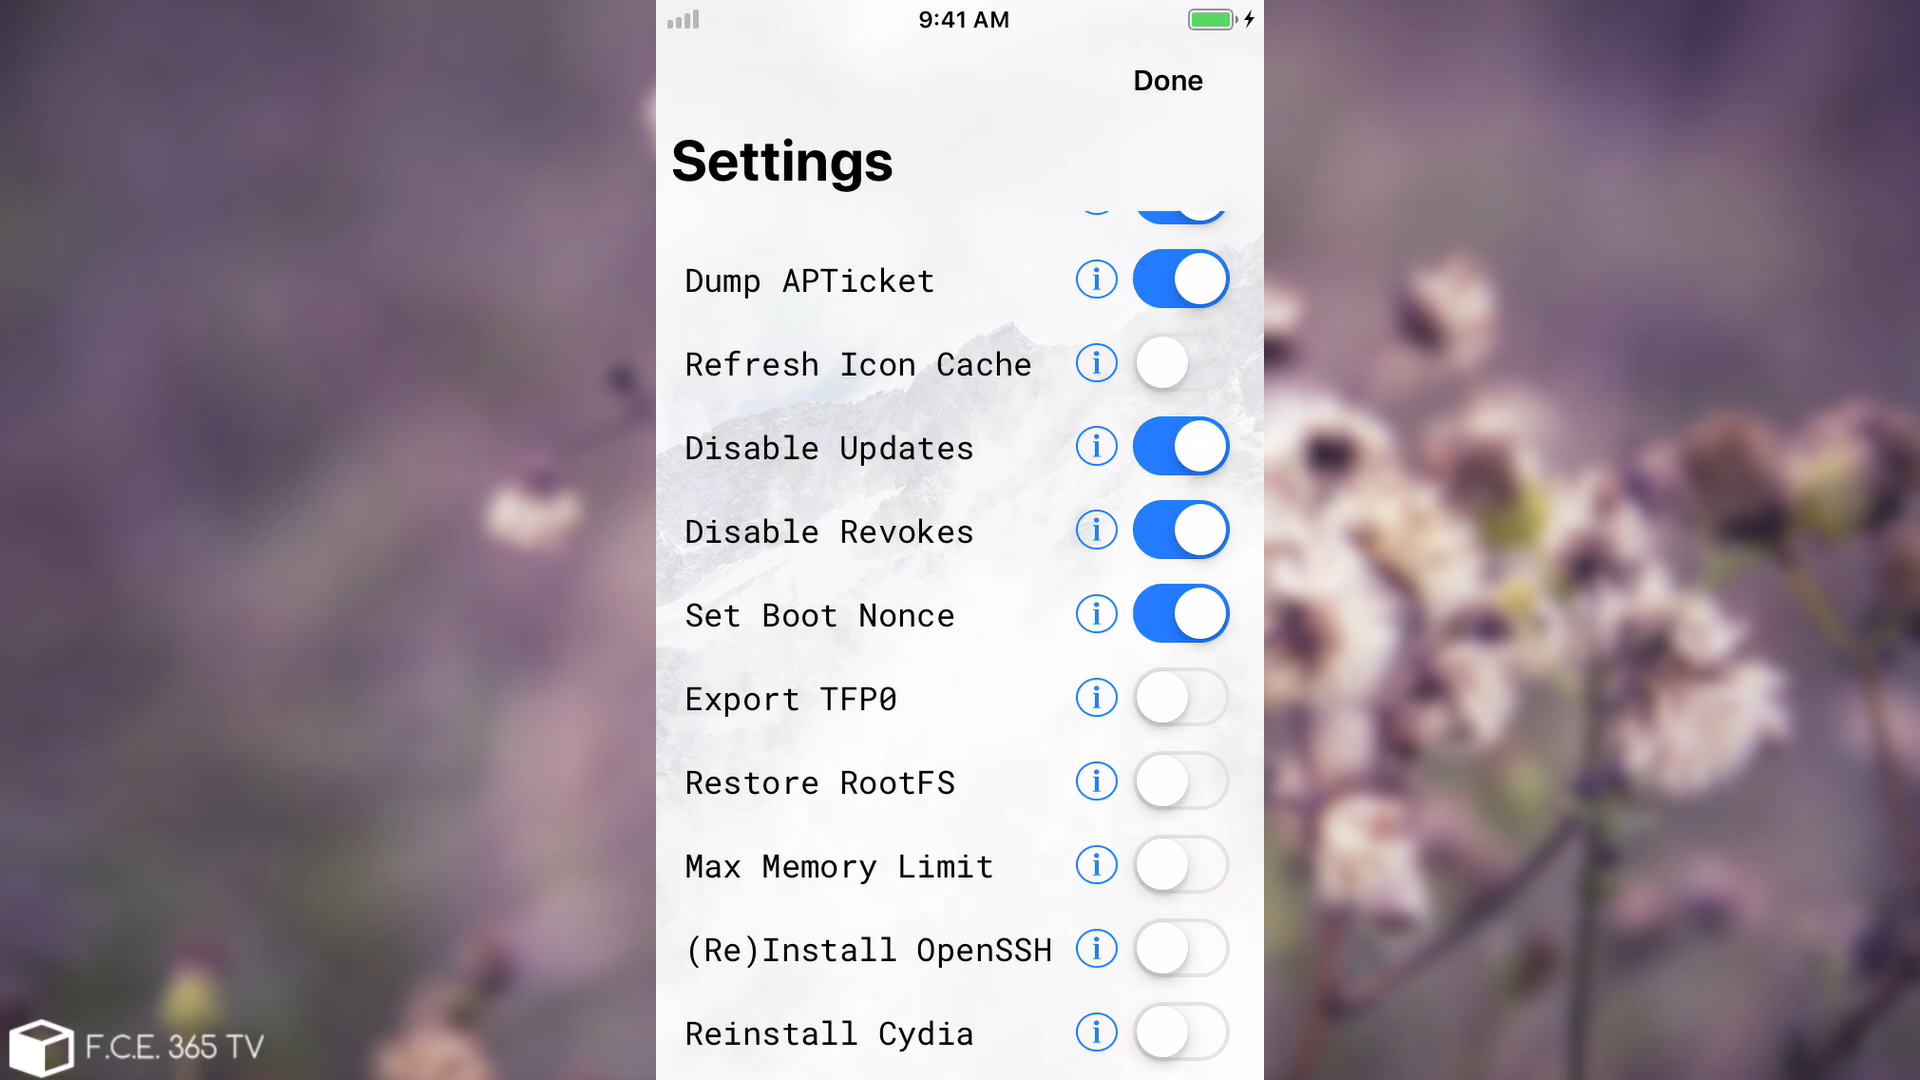 9:41 AM
Done
Settings
Dump APTicket
Refresh Icon Cache
Disable Updates
Disable Revokes
Set Boot Nonce
Export TFP0
Restore RootFS
Max Memory Limit
(Re)Install OpenSSH
Reinstall Cydia
F.C.E. 365 TV